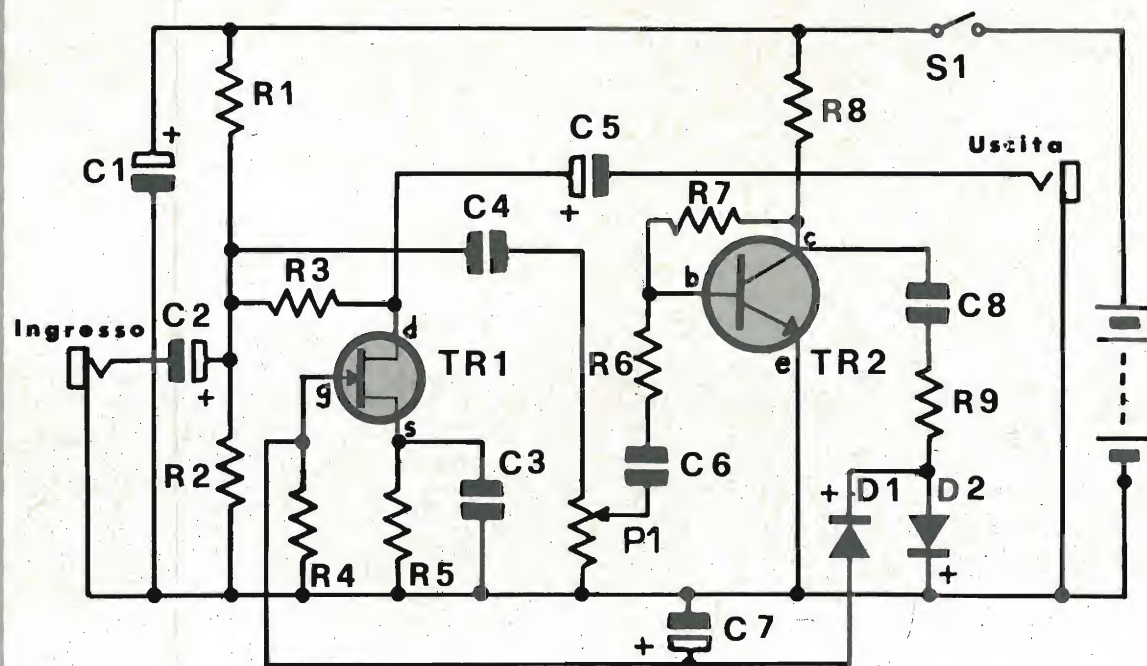 S1
R1
R8
C5
Uscita
+
C1
+
R7
C4
c
R3
b
C8
Ingresso
C2
d
TR1
R6
e
TR2
g
+
R9
s
R2
C3
C6
+ D1
D2
P1
R4
R5
+
+
C7